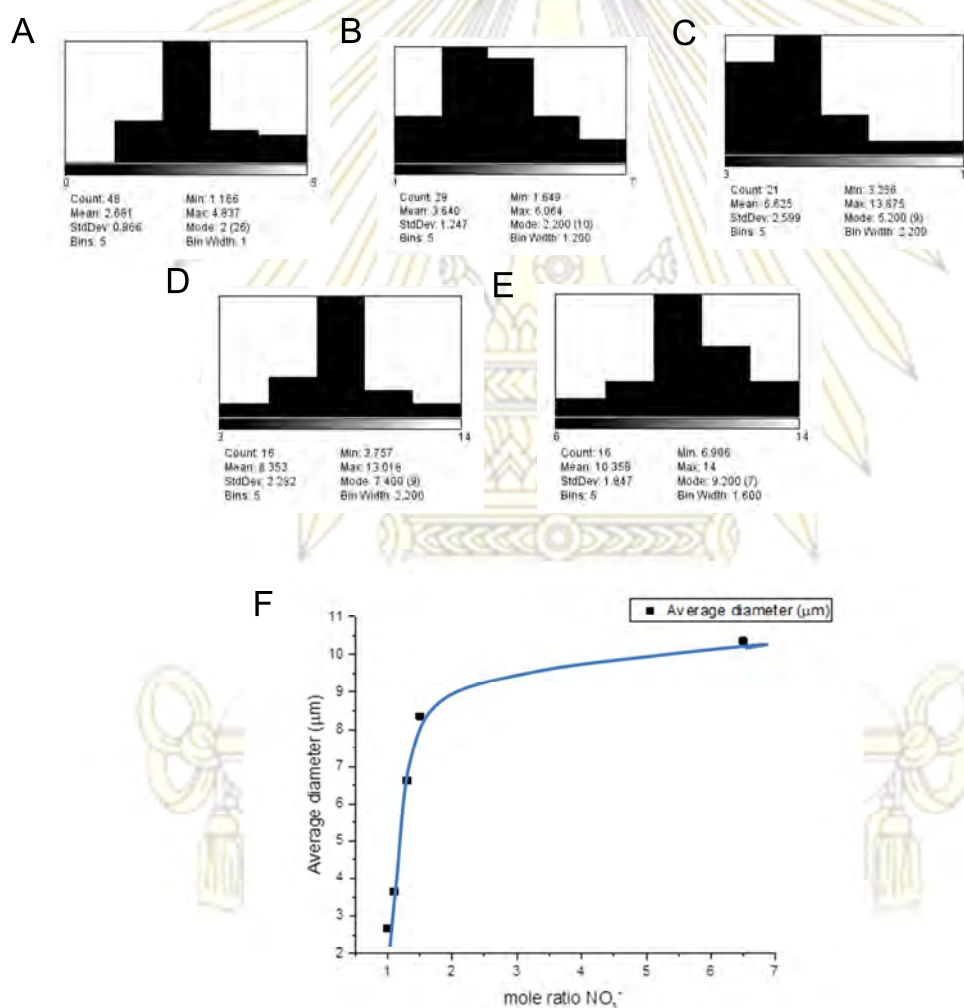 A
0 5
Count: 48 Min: 1.166
Mean: 2.681 Max: 4.837
StdDev: 0.866 Mode: 2 (26)
Bins: 5 Bin Width: 1
B
1 7
Count: 29 Min: 1.649
Mean: 3.640 Max: 6.064
StdDev: 1.247 Mode: 2.200 (10)
Bins: 5 Bin Width: 1.200
C
3
Count: 21 Min: 3.256
Mean: 6.625 Max: 13.875
StdDev: 2.599 Mode: 5.200 (9)
Bins: 5 Bin Width: 2.200
D
3 14
Count: 16 Min: 3.757
Mean: 8.353 Max: 13.016
StdDev: 2.292 Mode: 7.400 (9)
Bins: 5 Bin Width: 2.200
E
6 14
Count: 16 Min: 6.906
Mean: 10.358 Max: 14
StdDev: 1.847 Mode: 9.200 (7)
Bins: 5 Bin Width: 1.600
F
Average diameter (μm)
Average diameter (μm)
11
10
9
8
7
6
5
4
3
2
1 2 3 4 5 6 7
mole ratio NO₃⁻